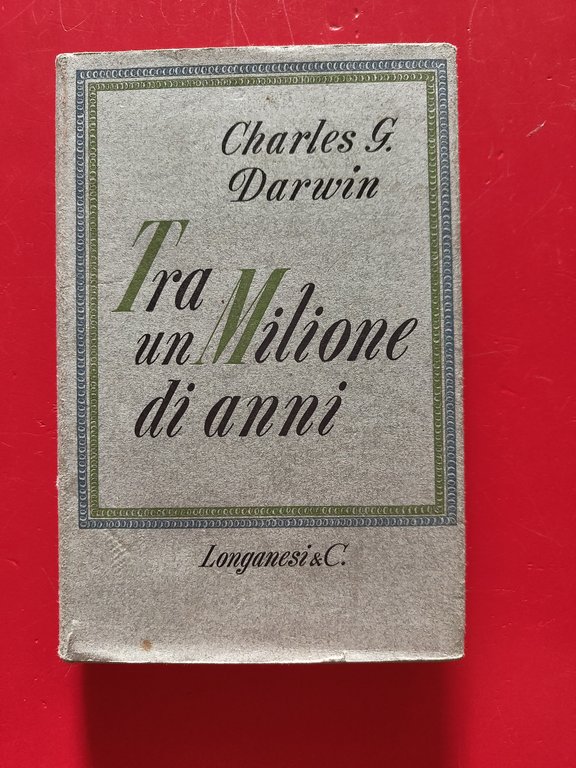 Charles G.
Darwin
Tra
un Milione
di anni
Longanesi & C.